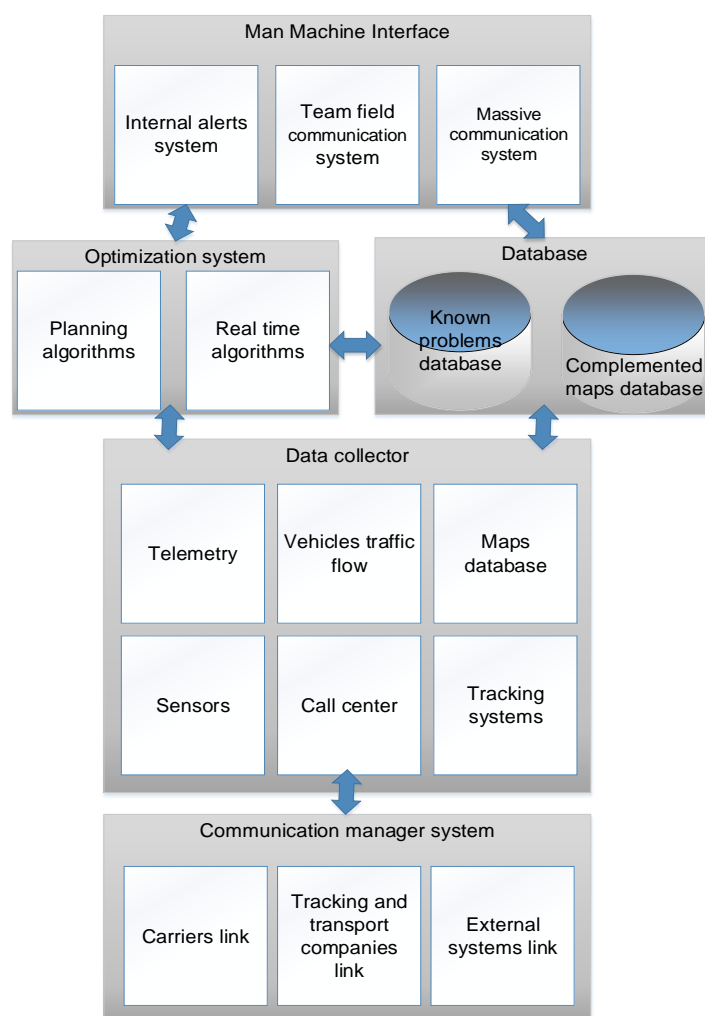 Man Machine Interface
Internal alerts
system
Team field
communication
system
Massive
communication
system
Optimization system
Planning
algorithms
Real time
algorithms
Database
Known
problems
database
Complemented
maps database
Data collector
Telemetry
Vehicles traffic
flow
Maps
database
Sensors
Call center
Tracking
systems
Communication manager system
Carriers link
Tracking and
transport
companies
link
External
systems link